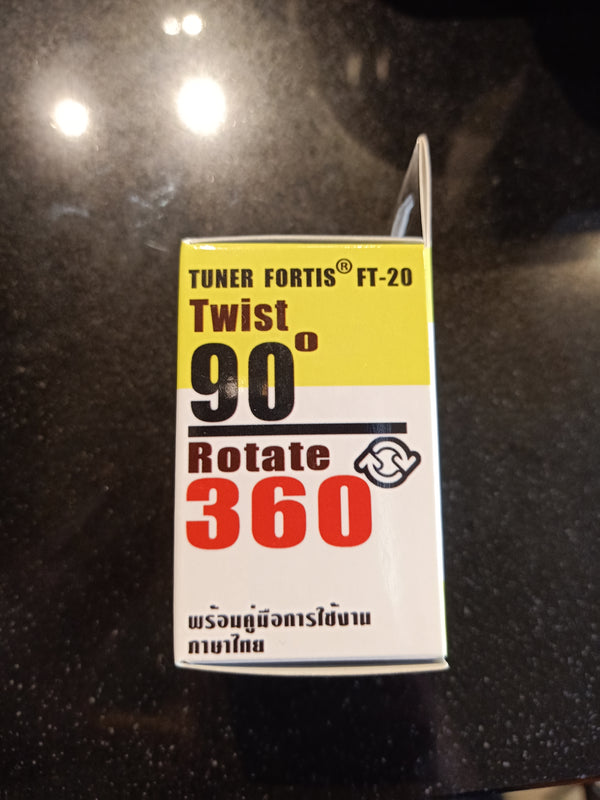 TUNER FORTIS® FT-20
Twist
90°
Rotate
360
พร้อมคู่มือการใช้งาน
ภาษาไทย